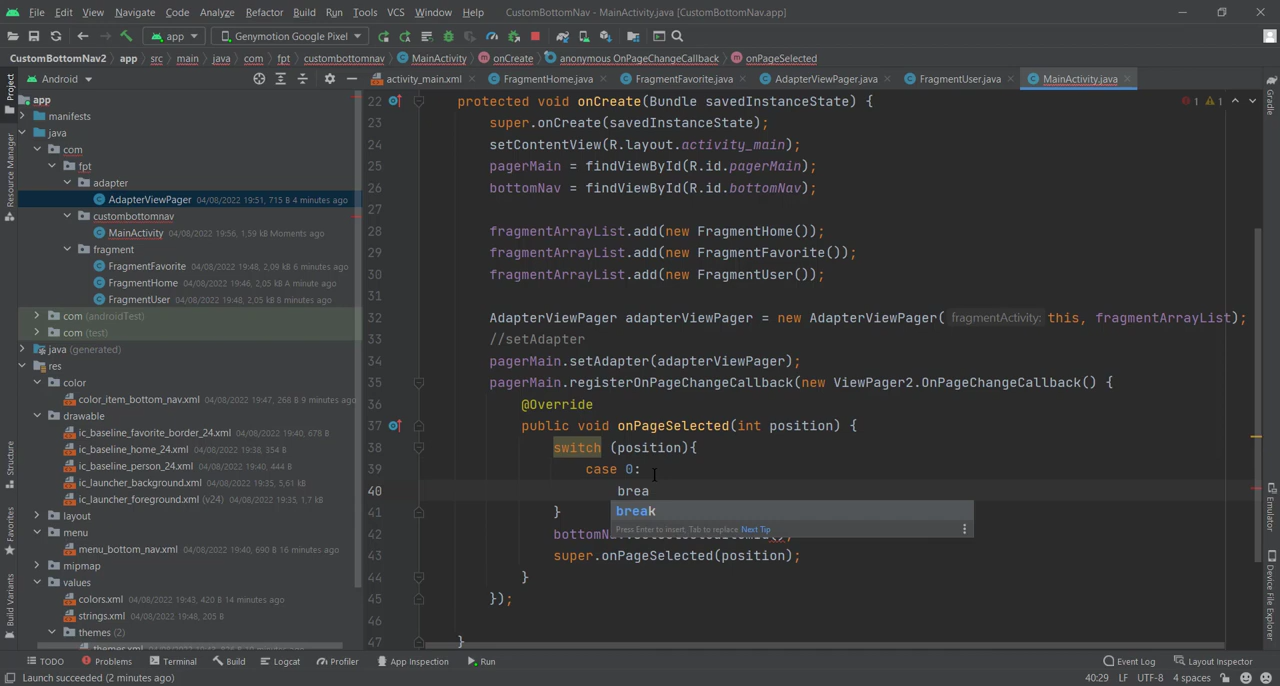 File Edit View Navigate Code Analyze Refactor Build Run Tools VCS Window Help CustomBottomNav - MainActivity.java [CustomBottomNav.app]
app Genymotion Google Pixel
CustomBottomNav2 app src main java com fpt custombottomnav MainActivity onCreate anonymous OnPageChangeCallback onPageSelected
Android activity_main.xml FragmentHome.java FragmentFavorite.java AdapterViewPager.java FragmentUser.java MainActivity.java
app
manifests
java
com
fpt
adapter
AdapterViewPager 04/08/2022 19:51, 715 B 4 minutes ago
custombottomnav
MainActivity 04/08/2022 19:56, 1,59 kB Moments ago
fragment
FragmentFavorite 04/08/2022 19:48, 2,09 kB 6 minutes ago
FragmentHome 04/08/2022 19:46, 2,05 kB A minute ago
FragmentUser 04/08/2022 19:48, 2,05 kB 8 minutes ago
com (androidTest)
com (test)
java (generated)
res
color
color_item_bottom_nav.xml 04/08/2022 19:47, 268 B 9 minutes ago
drawable
ic_baseline_favorite_border_24.xml 04/08/2022 19:40, 678 B
ic_baseline_home_24.xml 04/08/2022 19:38, 354 B
ic_baseline_person_24.xml 04/08/2022 19:40, 444 B
ic_launcher_background.xml 04/08/2022 19:35, 5,61 kB
ic_launcher_foreground.xml (v24) 04/08/2022 19:35, 1,7 kB
layout
menu
menu_bottom_nav.xml 04/08/2022 19:40, 690 B 16 minutes ago
mipmap
values
colors.xml 04/08/2022 19:43, 420 B 14 minutes ago
strings.xml 04/08/2022 19:48, 205 B
themes (2)
22 protected void onCreate(Bundle savedInstanceState) { 1 1
23 super.onCreate(savedInstanceState);
24 setContentView(R.layout.activity_main);
25 pagerMain = findViewById(R.id.pagerMain);
26 bottomNav = findViewById(R.id.bottomNav);
27
28 fragmentArrayList.add(new FragmentHome());
29 fragmentArrayList.add(new FragmentFavorite());
30 fragmentArrayList.add(new FragmentUser());
31
32 AdapterViewPager adapterViewPager = new AdapterViewPager( fragmentActivity: this, fragmentArrayList);
33 //setAdapter
34 pagerMain.setAdapter(adapterViewPager);
35 pagerMain.registerOnPageChangeCallback(new ViewPager2.OnPageChangeCallback() {
36 @Override
37 public void onPageSelected(int position) {
38 switch (position){
39 case 0:
40 brea
41 }
break
Press Enter to insert, Tab to replace Next Tip
42 bottomNav
43 super.onPageSelected(position);
44 }
45 });
46
47 }
Project
Resource Manager
Structure
Favorites
Build Variants
Gradle
Emulator
Device File Explorer
TODO Problems Terminal Build Logcat Profiler App Inspection Run Event Log Layout Inspector
Launch succeeded (2 minutes ago) 40:29 LF UTF-8 4 spaces